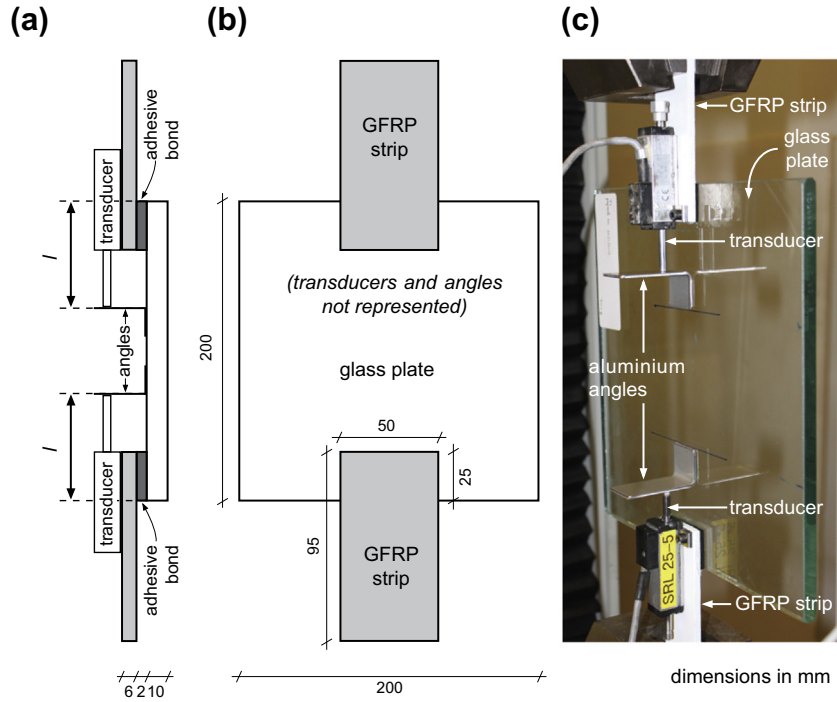 (a)
(b)
(c)
adhesive
bond
transducer
l
angles
l
transducer
adhesive
bond
6 2 10
GFRP
strip
(transducers and angles
not represented)
200
glass plate
50
25
95
GFRP
strip
200
GFRP strip
glass
plate
transducer
aluminium
angles
transducer
SRL 25-5
GFRP strip
dimensions in mm